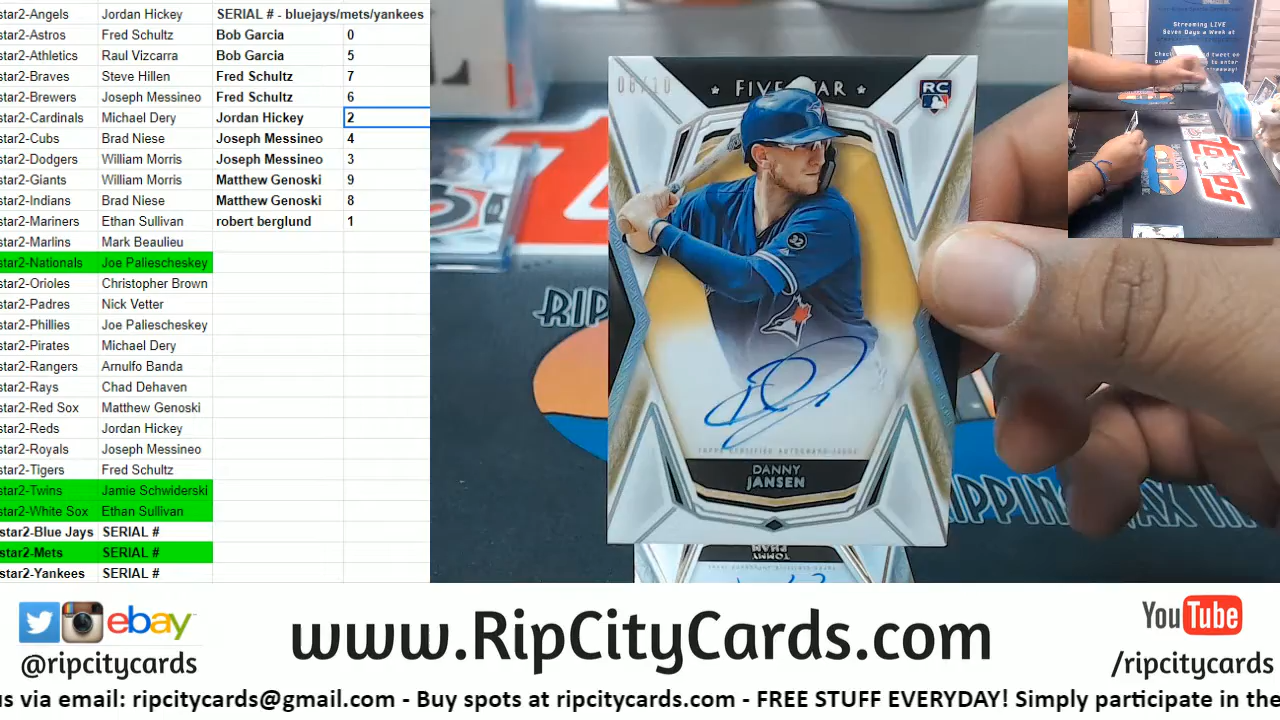 star2-Angels Jordan Hickey SERIAL # - bluejays/mets/yankees
star2-Astros Fred Schultz Bob Garcia 0
star2-Athletics Raul Vizcarra Bob Garcia 5
star2-Braves Steve Hillen Fred Schultz 7
star2-Brewers Joseph Messineo Fred Schultz 6
star2-Cardinals Michael Dery Jordan Hickey 2
star2-Cubs Brad Niese Joseph Messineo 4
star2-Dodgers William Morris Joseph Messineo 3
star2-Giants William Morris Matthew Genoski 9
star2-Indians Brad Niese Matthew Genoski 8
star2-Mariners Ethan Sullivan robert berglund 1
star2-Marlins Mark Beaulieu
star2-Nationals Joe Paliescheskey
star2-Orioles Christopher Brown
star2-Padres Nick Vetter
star2-Phillies Joe Paliescheskey
star2-Pirates Michael Dery
star2-Rangers Arnulfo Banda
star2-Rays Chad Dehaven
star2-Red Sox Matthew Genoski
star2-Reds Jordan Hickey
star2-Royals Joseph Messineo
star2-Tigers Fred Schultz
star2-Twins Jamie Schwiderski
star2-White Sox Ethan Sullivan
star2-Blue Jays SERIAL #
star2-Mets SERIAL #
star2-Yankees SERIAL #
FIVE STAR
RC
32
DANNY
JANSEN
TOMMY
PHAM
RIP
RIPPING WAX IN
Streaming LIVE
Seven Days a Week at
topps
ebay
@ripcitycards
www.RipCityCards.com
YouTube
/ripcitycards
us via email: ripcitycards@gmail.com - Buy spots at ripcitycards.com - FREE STUFF EVERYDAY! Simply participate in the